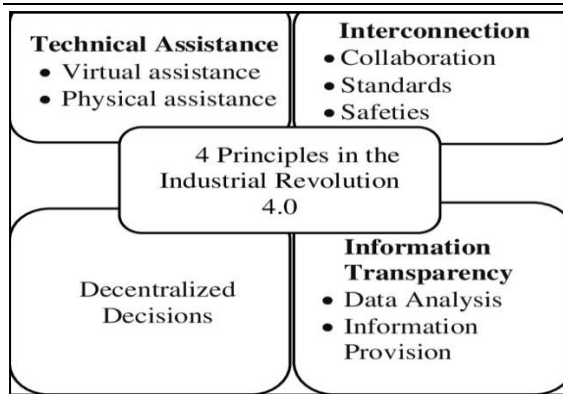 Technical Assistance
• Virtual assistance
• Physical assistance
Interconnection
• Collaboration
• Standards
• Safeties
4 Principles in the
Industrial Revolution
4.0
Decentralized
Decisions
Information
Transparency
• Data Analysis
• Information
Provision